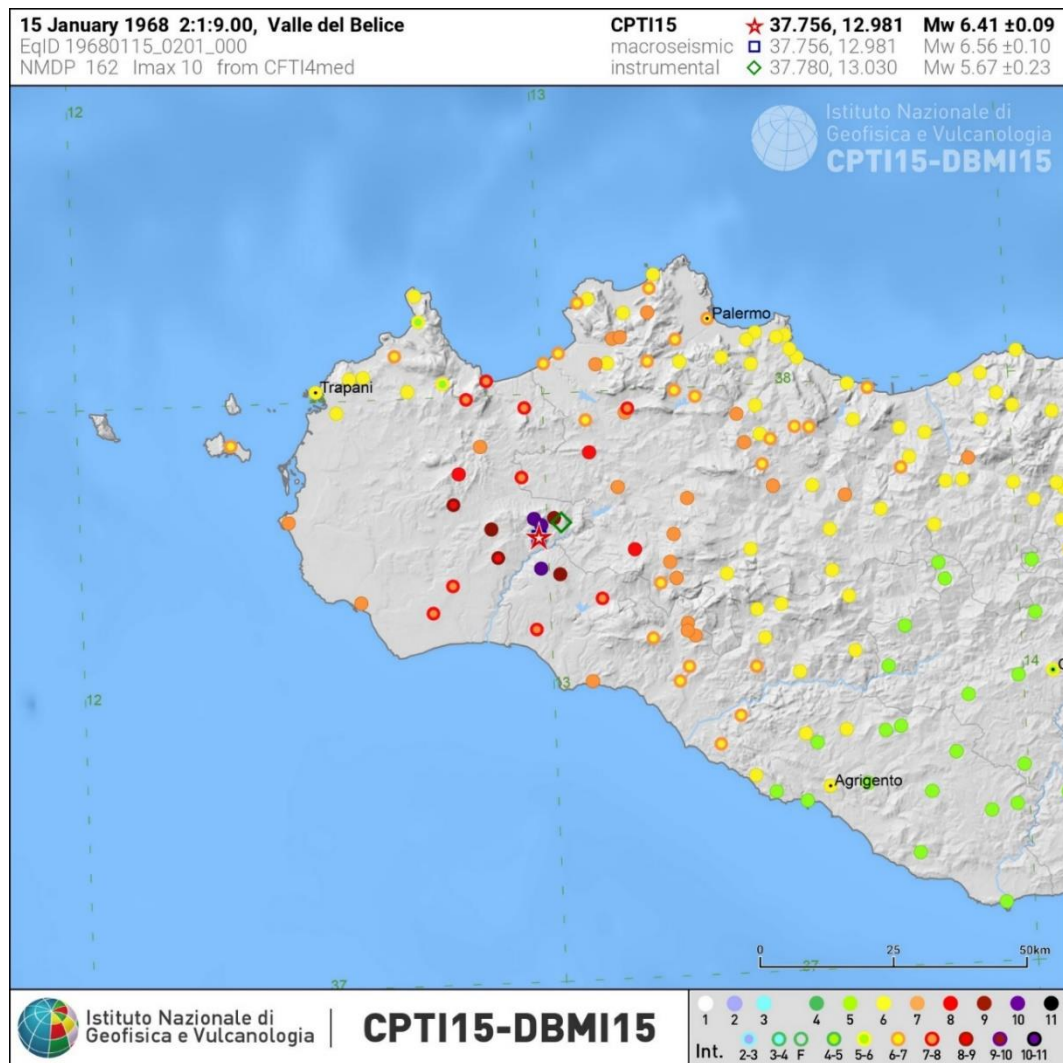 15 January 1968 2:1:9.00, Valle del Belice
EqID 19680115_0201_000
NMDP 162 Imax 10 from CFTI4med
CPTI15 37.756, 12.981 Mw 6.41 ±0.09
macroseismic 37.756, 12.981 Mw 6.56 ±0.10
instrumental 37.780, 13.030 Mw 5.67 ±0.23
12
13
Istituto Nazionale di
Geofisica e Vulcanologia
CPTI15-DBMI15
Palermo
38
Trapani
12
13
14
Agrigento
37
37
0 25 50km
Istituto Nazionale di
Geofisica e Vulcanologia
CPTI15-DBMI15
1 2 3 4 5 6 7 8 9 10 11
Int. 2-3 3-4 F 4-5 5-6 6-7 7-8 8-9 9-10 10-11